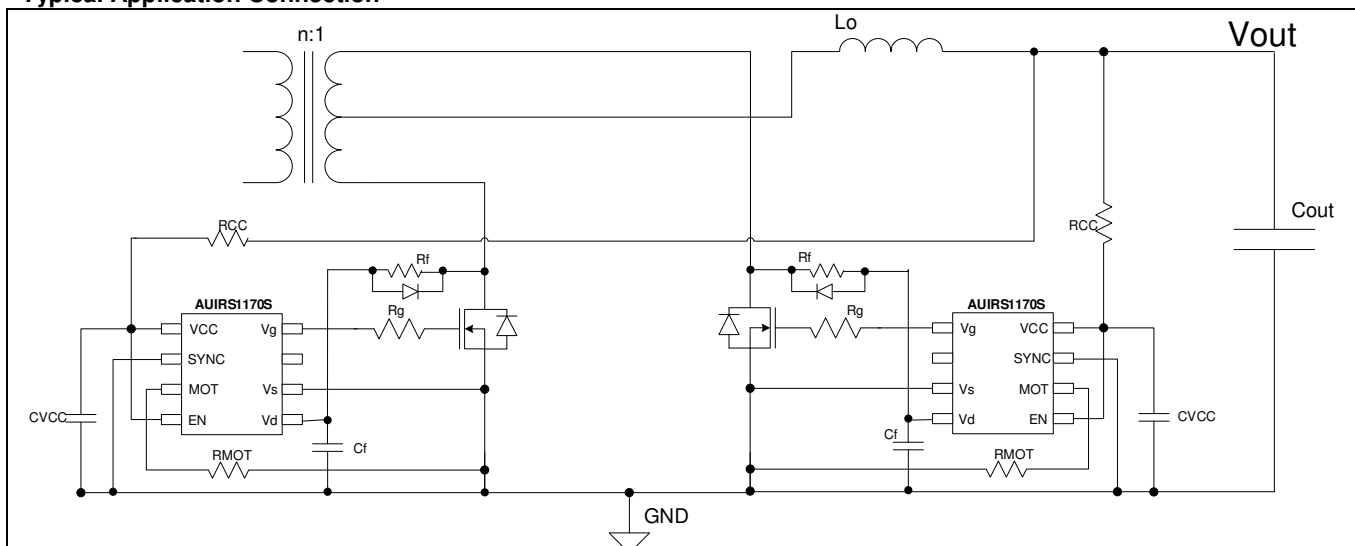 Typical Application Connection
n:1
Lo
Vout
RCC
RCC
Cout
Rf
Rf
AUIRS1170S
Rg
Rg
AUIRS1170S
VCC
Vg
Vg
VCC
SYNC
SYNC
MOT
Vs
Vs
MOT
CVCC
EN
Vd
Vd
EN
CVCC
Cf
Cf
RMOT
RMOT
GND